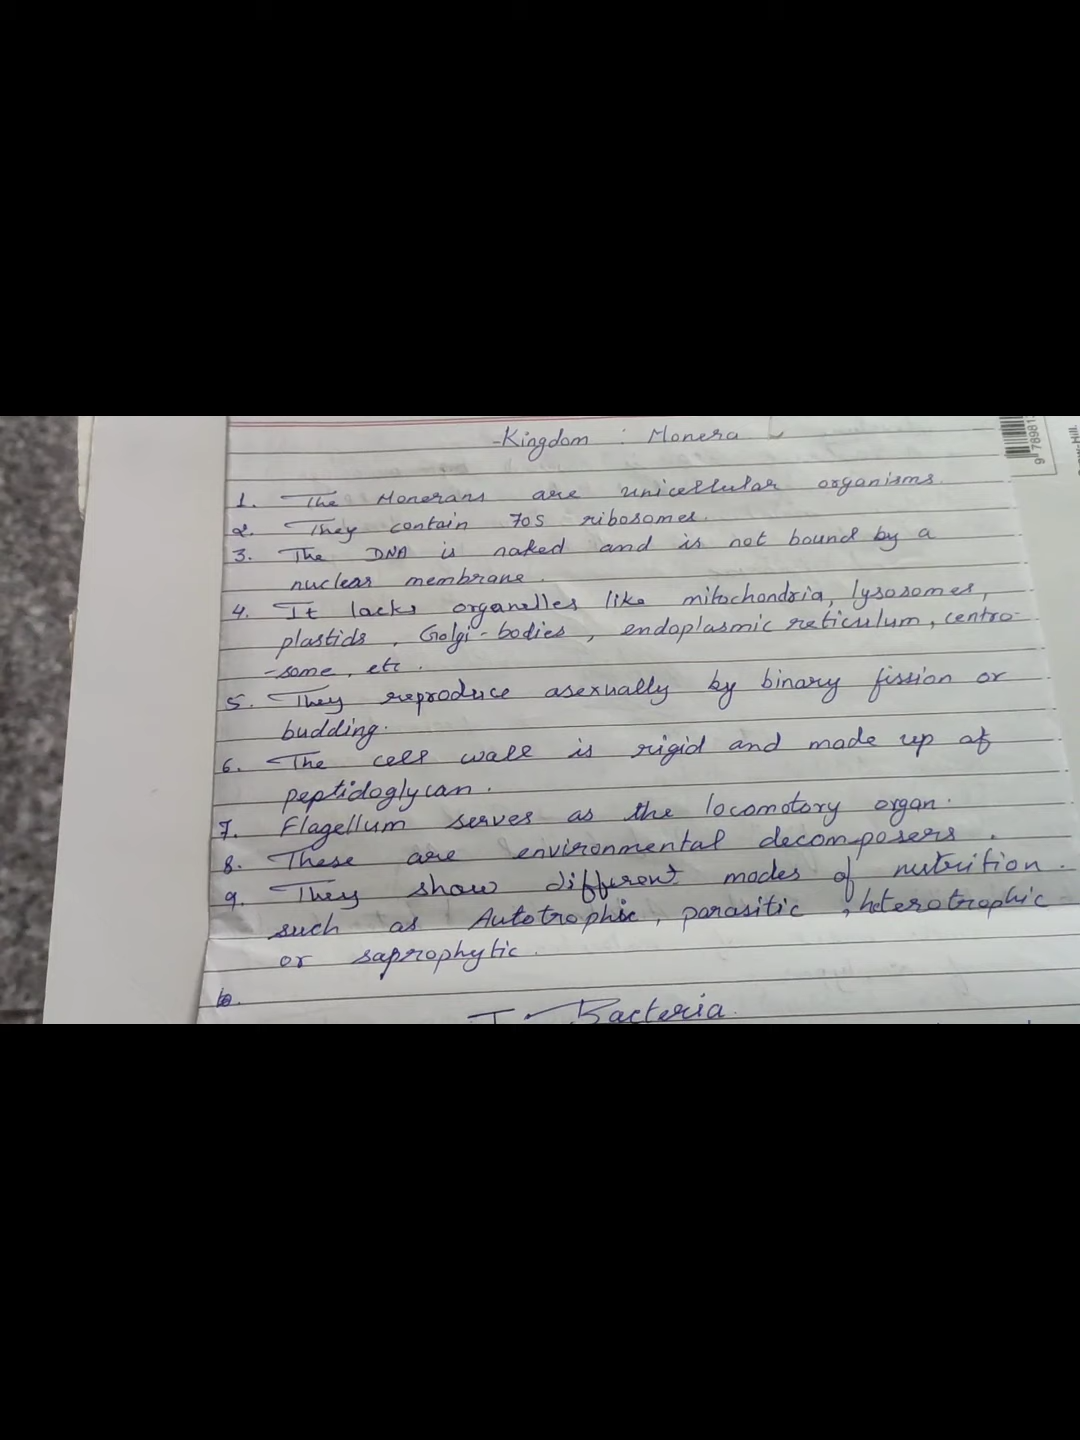 Kingdom : Monera
1. The Monerans are unicellular organisms.
2. They contain 70S ribosomes.
3. The DNA is naked and is not bound by a
nuclear membrane.
4. It lacks organelles like mitochondria, lysosomes,
plastids, Golgi-bodies, endoplasmic reticulum, centro-
-some, etc.
5. They reproduce asexually by binary fission or
budding.
6. The cell wall is rigid and made up of
peptidoglycan.
7. Flagellum serves as the locomotory organ.
8. These are environmental decomposers.
9. They show different modes of nutrition.
such as Autotrophic, parasitic, heterotrophic
or saprophytic.
10.
I. Bacteria.
9 78981